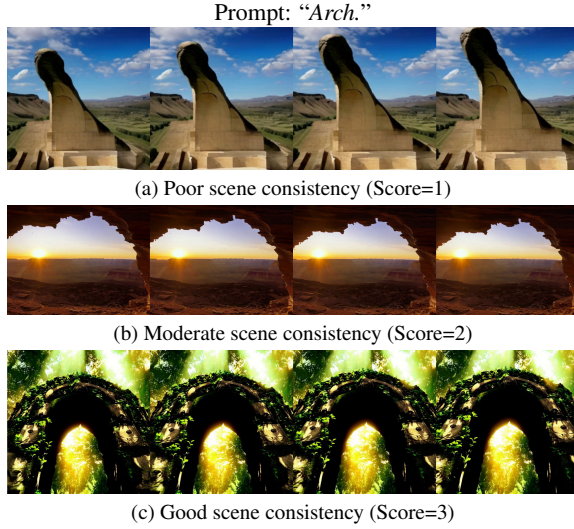 Prompt: “Arch.”
(a) Poor scene consistency (Score=1)
(b) Moderate scene consistency (Score=2)
(c) Good scene consistency (Score=3)